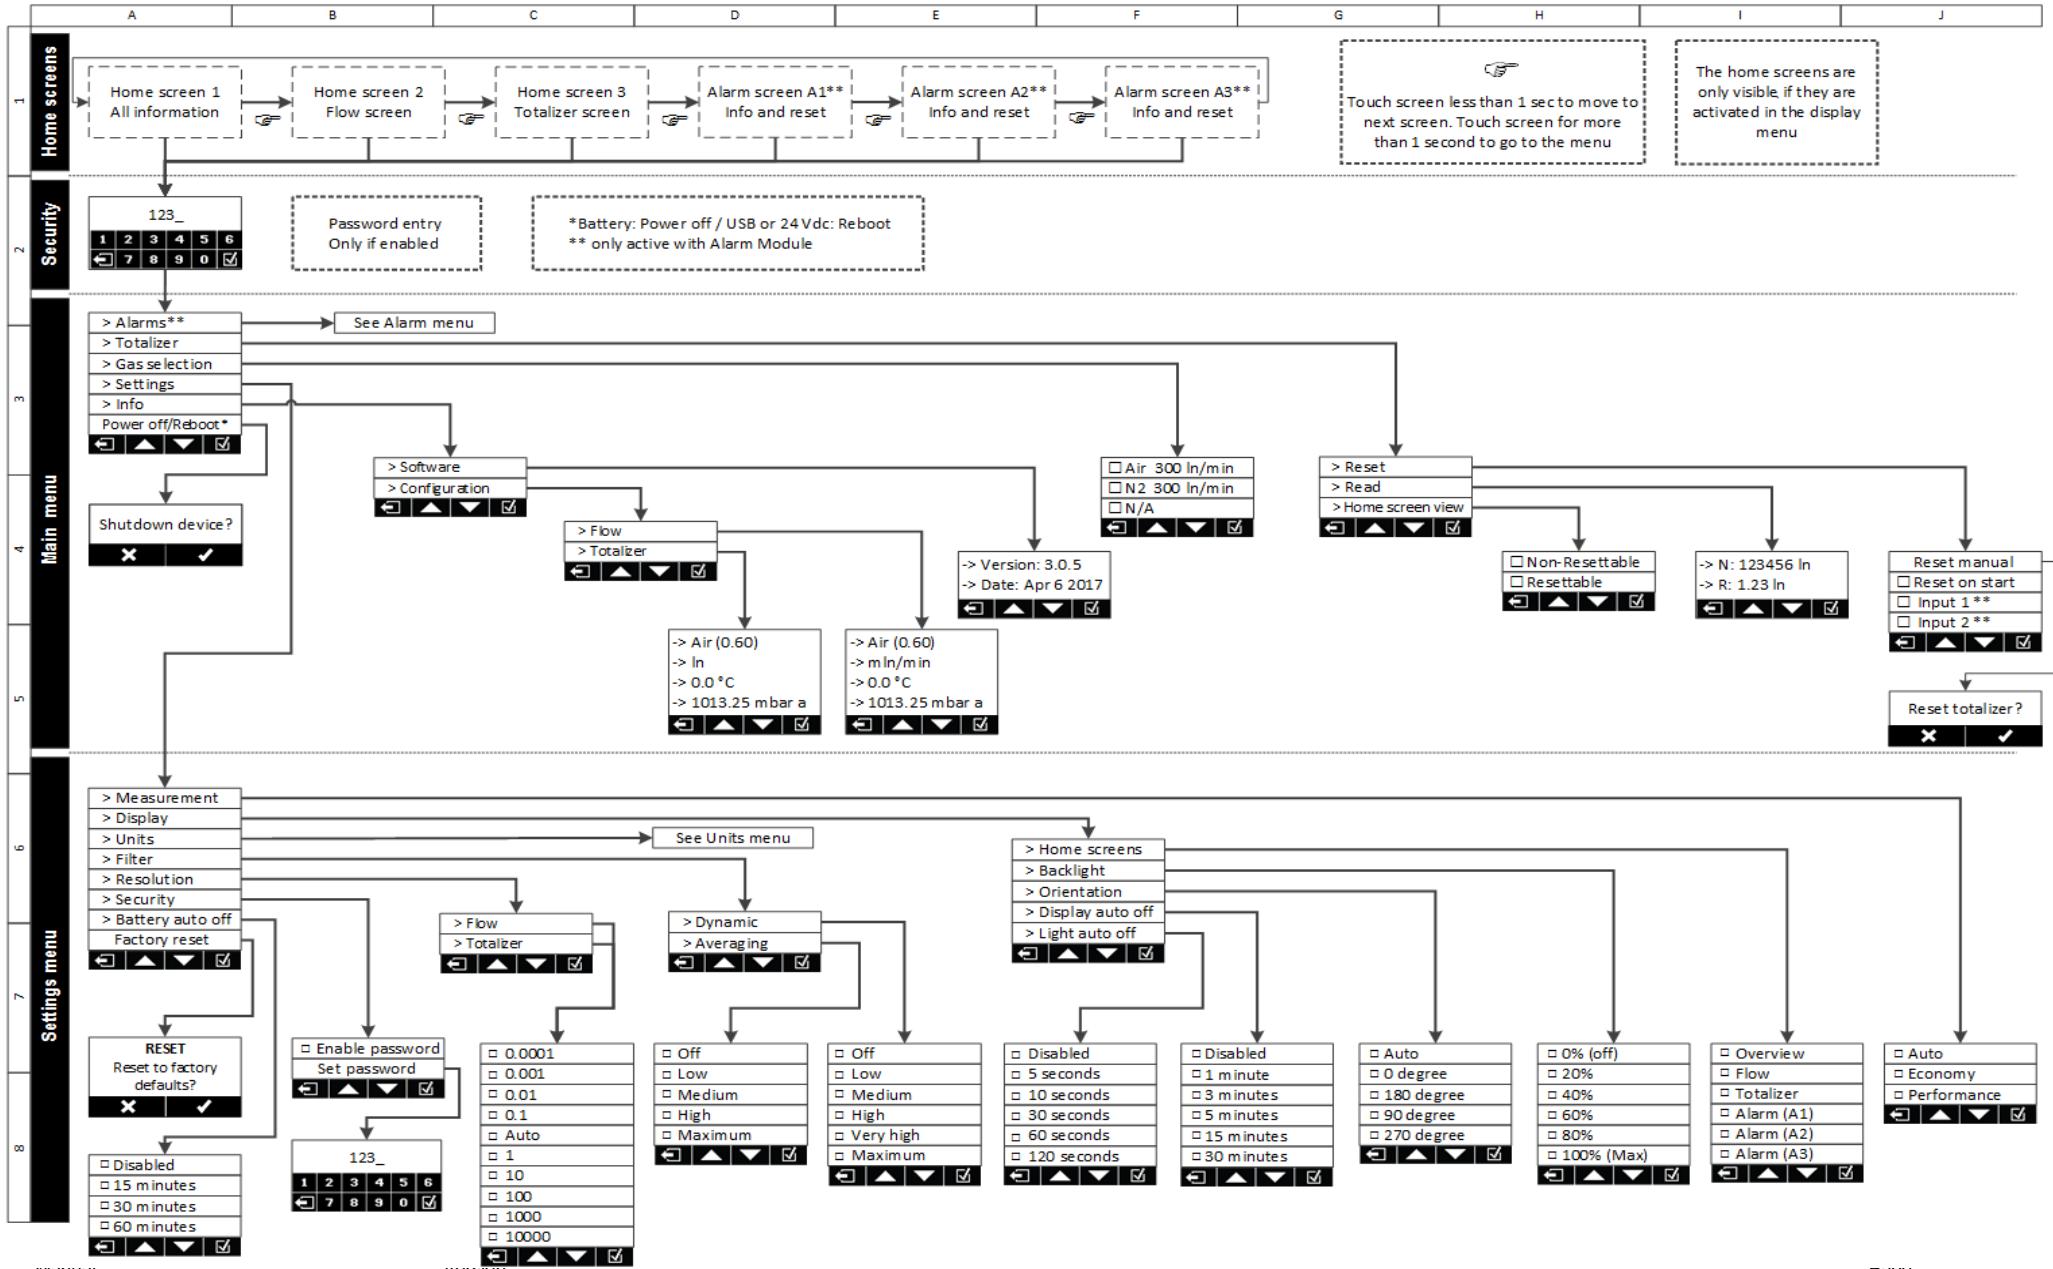 A B C D E F G H I J
Home screens
1
Home screen 1
All information
Home screen 2
Flow screen
Home screen 3
Totalizer screen
Alarm screen A1**
Info and reset
Alarm screen A2**
Info and reset
Alarm screen A3**
Info and reset
Touch screen less than 1 sec to move to
next screen. Touch screen for more
than 1 second to go to the menu
The home screens are
only visible, if they are
activated in the display
menu
Security
2
123_
1 2 3 4 5 6
7 8 9 0
Password entry
Only if enabled
*Battery: Power off / USB or 24 Vdc: Reboot
** only active with Alarm Module
Main menu
3
4
5
> Alarms**
> Totalizer
> Gas selection
> Settings
> Info
Power off/Reboot*
See Alarm menu
Shutdown device?
> Software
> Configuration
> Flow
> Totalizer
-> Air (0.60)
-> ln
-> 0.0 °C
-> 1013.25 mbar a
-> Air (0.60)
-> mln/min
-> 0.0 °C
-> 1013.25 mbar a
-> Version: 3.0.5
-> Date: Apr 6 2017
☐ Air 300 ln/min
☐ N2 300 ln/min
☐ N/A
> Reset
> Read
> Home screen view
☐ Non-Resettable
☐ Resettable
-> N: 123456 ln
-> R: 1.23 ln
Reset manual
☐ Reset on start
☐ Input 1 **
☐ Input 2 **
Reset totalizer?
Settings menu
6
7
8
> Measurement
> Display
> Units
> Filter
> Resolution
> Security
> Battery auto off
Factory reset
See Units menu
RESET
Reset to factory
defaults?
☐ Disabled
☐ 15 minutes
☐ 30 minutes
☐ 60 minutes
☐ Enable password
Set password
123_
1 2 3 4 5 6
7 8 9 0
> Flow
> Totalizer
☐ 0.0001
☐ 0.001
☐ 0.01
☐ 0.1
☐ Auto
☐ 1
☐ 10
☐ 100
☐ 1000
☐ 10000
> Dynamic
> Averaging
☐ Off
☐ Low
☐ Medium
☐ High
☐ Maximum
☐ Off
☐ Low
☐ Medium
☐ High
☐ Very high
☐ Maximum
> Home screens
> Backlight
> Orientation
> Display auto off
> Light auto off
☐ Disabled
☐ 5 seconds
☐ 10 seconds
☐ 30 seconds
☐ 60 seconds
☐ 120 seconds
☐ Disabled
☐ 1 minute
☐ 3 minutes
☐ 5 minutes
☐ 15 minutes
☐ 30 minutes
☐ Auto
☐ 0 degree
☐ 180 degree
☐ 90 degree
☐ 270 degree
☐ 0% (off)
☐ 20%
☐ 40%
☐ 60%
☐ 80%
☐ 100% (Max)
☐ Overview
☐ Flow
☐ Totalizer
☐ Alarm (A1)
☐ Alarm (A2)
☐ Alarm (A3)
☐ Auto
☐ Economy
☐ Performance